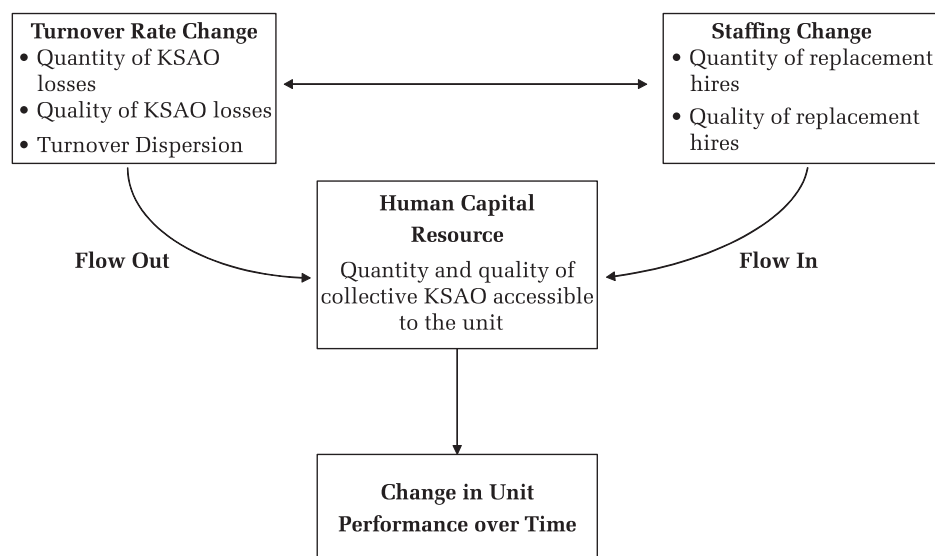 Turnover Rate Change
• Quantity of KSAO
losses
• Quality of KSAO losses
• Turnover Dispersion
Staffing Change
• Quantity of replacement
hires
• Quality of replacement
hires
Flow Out
Human Capital
Resource
Quantity and quality of
collective KSAO accessible
to the unit
Flow In
Change in Unit
Performance over Time